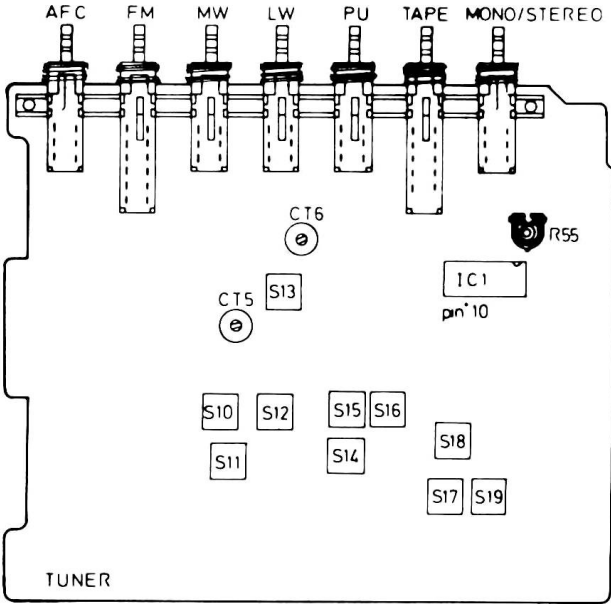 AFC FM MW LW PU TAPE MONO/STEREO
CT6
R55
IC1
S13
CT5
pin° 10
S10 S12 S15 S16
S18
S11 S14
S17 S19
TUNER